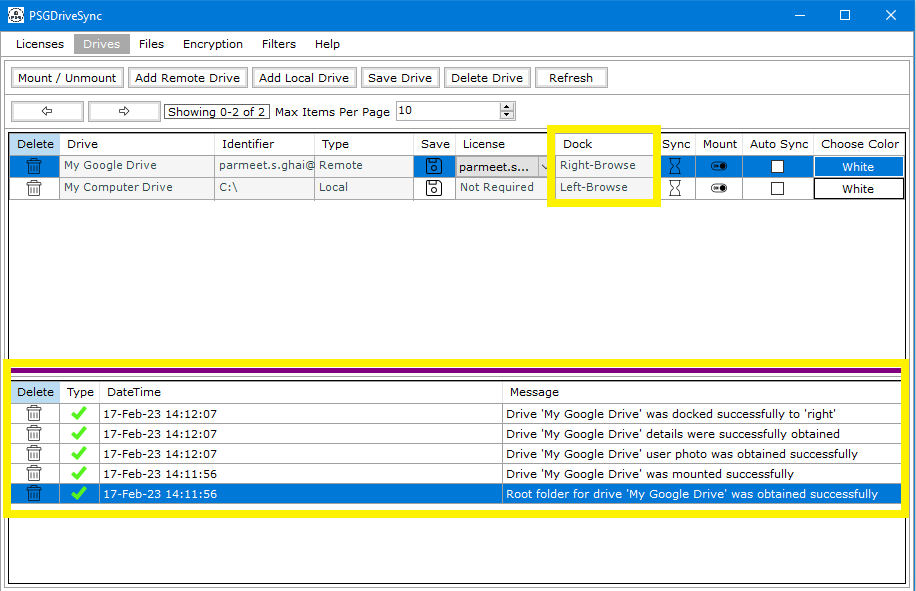 PSGDriveSync
Licenses Drives Files Encryption Filters Help
Mount / Unmount Add Remote Drive Add Local Drive Save Drive Delete Drive Refresh
Showing 0-2 of 2 Max Items Per Page 10
Delete Drive Identifier Type Save License Dock Sync Mount Auto Sync Choose Color
My Google Drive parmeet.s.ghai@ Remote parmeet.s... Right-Browse White
My Computer Drive C:\ Local Not Required Left-Browse White
Delete Type DateTime Message
17-Feb-23 14:12:07 Drive 'My Google Drive' was docked successfully to 'right'
17-Feb-23 14:12:07 Drive 'My Google Drive' details were successfully obtained
17-Feb-23 14:12:07 Drive 'My Google Drive' user photo was obtained successfully
17-Feb-23 14:11:56 Drive 'My Google Drive' was mounted successfully
17-Feb-23 14:11:56 Root folder for drive 'My Google Drive' was obtained successfully